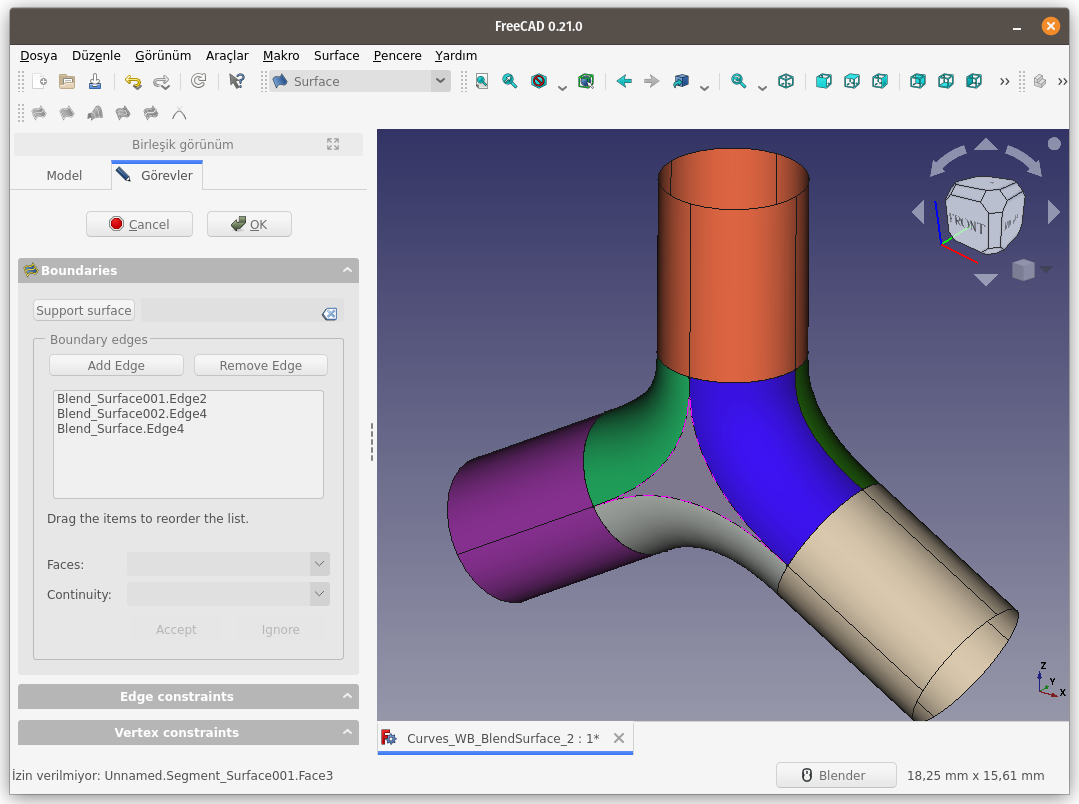 FreeCAD 0.21.0
Dosya Düzenle Görünüm Araçlar Makro Surface Pencere Yardım
Surface
Birleşik görünüm
Model Görevler
Cancel OK
Boundaries
Support surface
Boundary edges
Add Edge Remove Edge
Blend_Surface001.Edge2
Blend_Surface002.Edge4
Blend_Surface.Edge4
Drag the items to reorder the list.
Faces:
Continuity:
Accept Ignore
Edge constraints
Vertex constraints
FRONT
Z
Y
X
Curves_WB_BlendSurface_2 : 1*
İzin verilmiyor: Unnamed.Segment_Surface001.Face3
Blender 18,25 mm x 15,61 mm